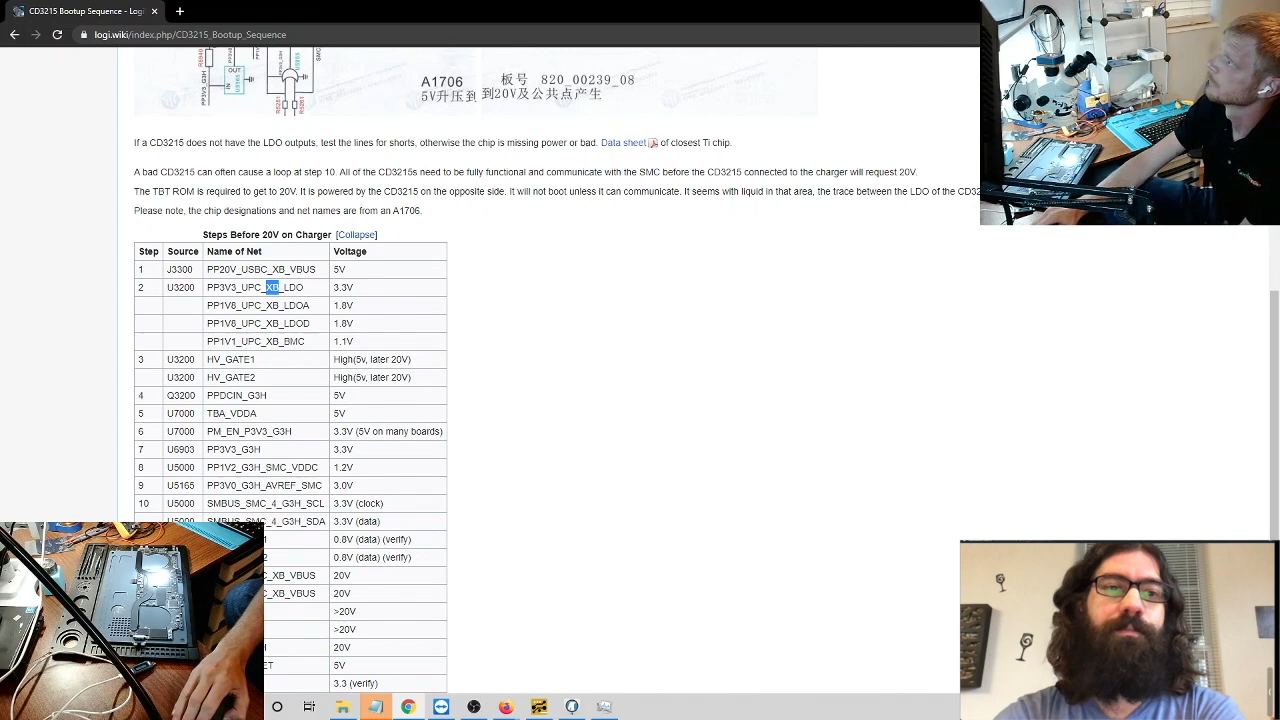 CD3215 Bootup Sequence - Logi
logi.wiki/index.php/CD3215_Bootup_Sequence
PP3V3_G3H
OUT
IN
A1706
板号 820_00239_08
5V升压到 到20V及公共点产生
If a CD3215 does not have the LDO outputs, test the lines for shorts, otherwise the chip is missing power or bad. Data sheet of closest Ti chip.
A bad CD3215 can often cause a loop at step 10. All of the CD3215s need to be fully functional and communicate with the SMC before the CD3215 connected to the charger will request 20V.
The TBT ROM is required to get to 20V. It is powered by the CD3215 on the opposite side. It will not boot unless it can communicate. It seems with liquid in that area, the trace between the LDO of the CD32
Please note, the chip designations and net names are from an A1706.
Steps Before 20V on Charger [Collapse]
Step Source Name of Net Voltage
1 J3300 PP20V_USBC_XB_VBUS 5V
2 U3200 PP3V3_UPC_XB_LDO 3.3V
PP1V8_UPC_XB_LDOA 1.8V
PP1V8_UPC_XB_LDOD 1.8V
PP1V1_UPC_XB_BMC 1.1V
3 U3200 HV_GATE1 High(5v, later 20V)
U3200 HV_GATE2 High(5v, later 20V)
4 Q3200 PPDCIN_G3H 5V
5 U7000 TBA_VDDA 5V
6 U7000 PM_EN_P3V3_G3H 3.3V (5V on many boards)
7 U6903 PP3V3_G3H 3.3V
8 U5000 PP1V2_G3H_SMC_VDDC 1.2V
9 U5165 PP3V0_G3H_AVREF_SMC 3.0V
10 U5000 SMBUS_SMC_4_G3H_SCL 3.3V (clock)
U5000 SMBUS_SMC_4_G3H_SDA 3.3V (data)
1 0.8V (data) (verify)
2 0.8V (data) (verify)
C_XB_VBUS 20V
C_XB_VBUS 20V
>20V
>20V
H 20V
ET 5V
3.3 (verify)